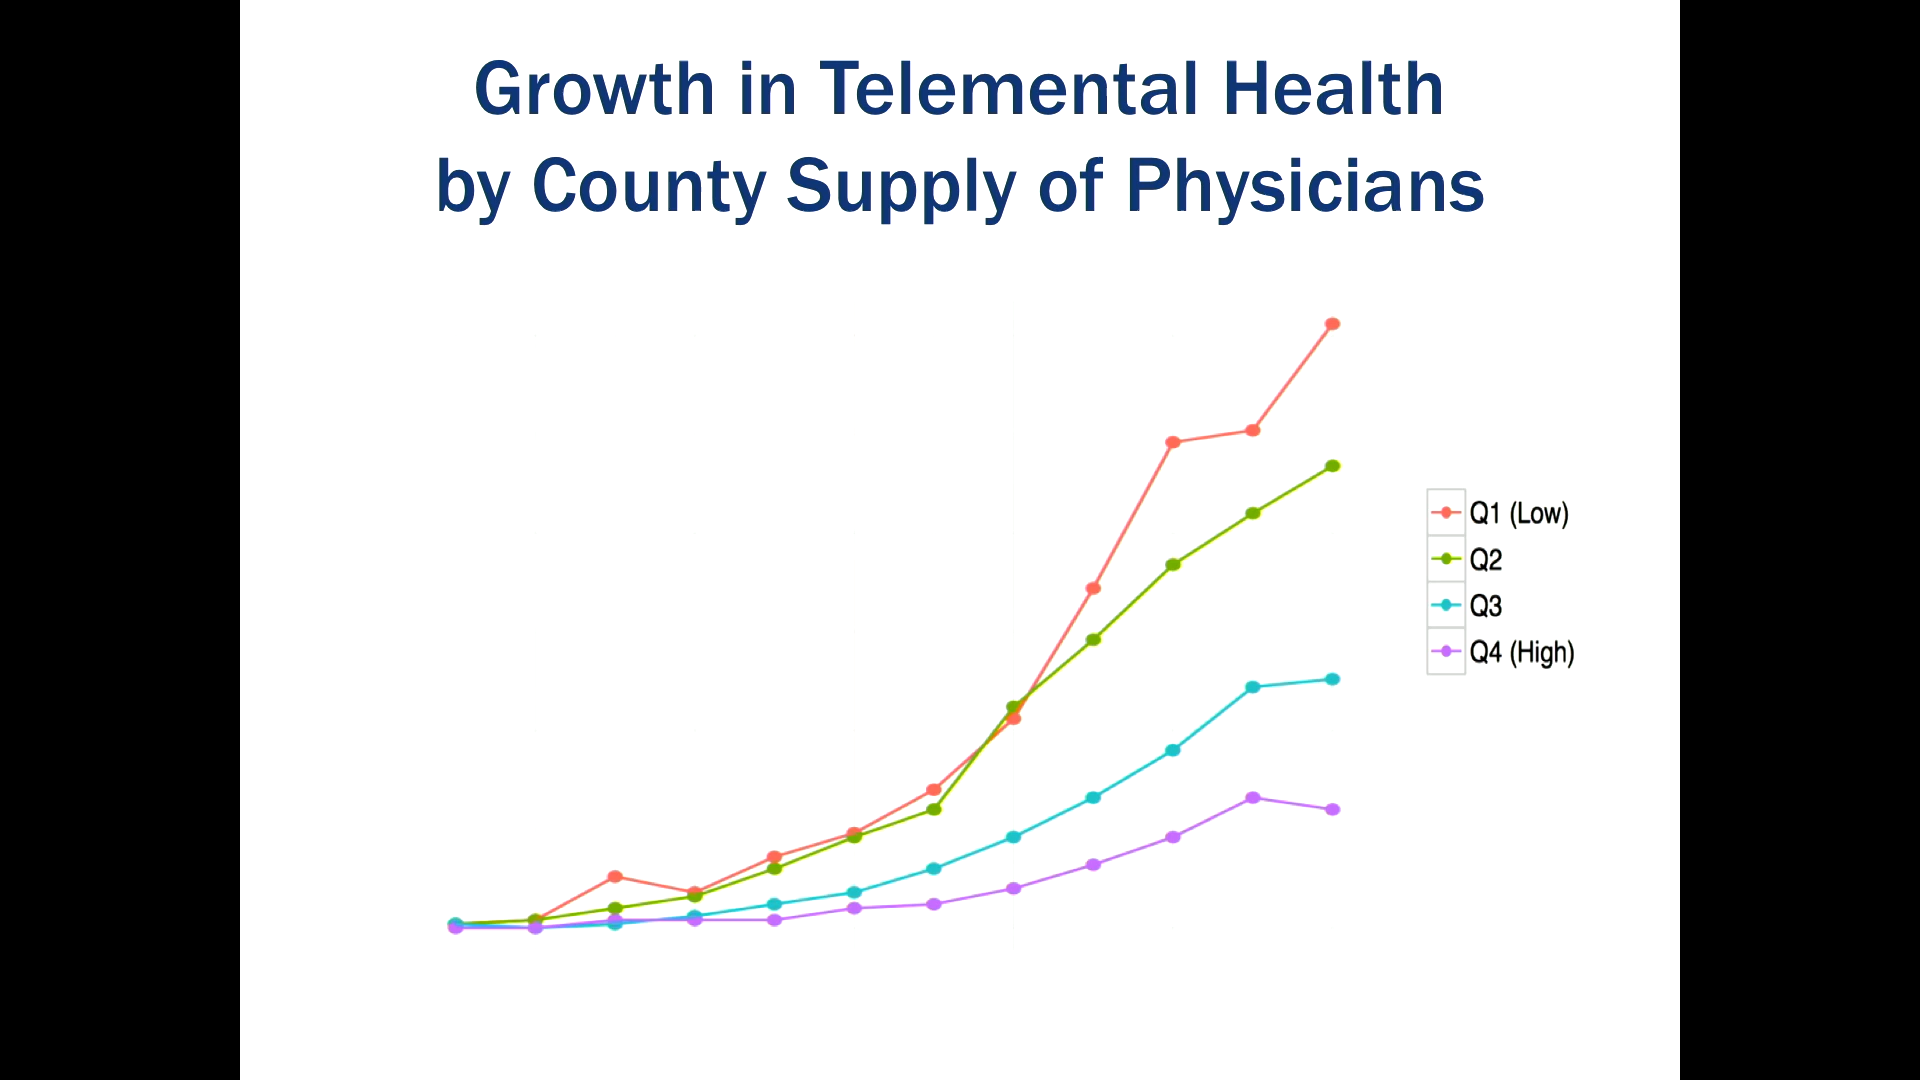 Growth in Telemental Health
by County Supply of Physicians
Q1 (Low)
Q2
Q3
Q4 (High)